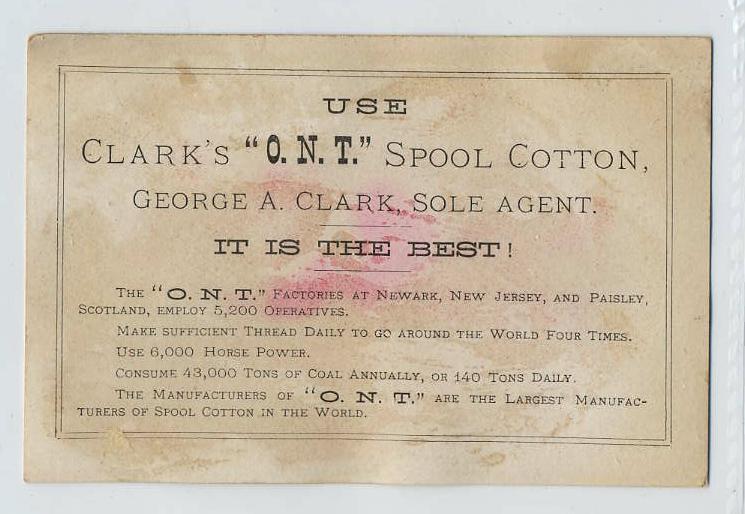 USE
CLARK'S "O. N. T." SPOOL COTTON,
GEORGE A. CLARK, SOLE AGENT.
IT IS THE BEST!
THE "O. N. T." FACTORIES AT NEWARK, NEW JERSEY, AND PAISLEY,
SCOTLAND, EMPLOY 5,200 OPERATIVES.
MAKE SUFFICIENT THREAD DAILY TO GO AROUND THE WORLD FOUR TIMES.
USE 6,000 HORSE POWER.
CONSUME 43,000 TONS OF COAL ANNUALLY, OR 140 TONS DAILY.
THE MANUFACTURERS OF "O. N. T." ARE THE LARGEST MANUFAC-
TURERS OF SPOOL COTTON IN THE WORLD.